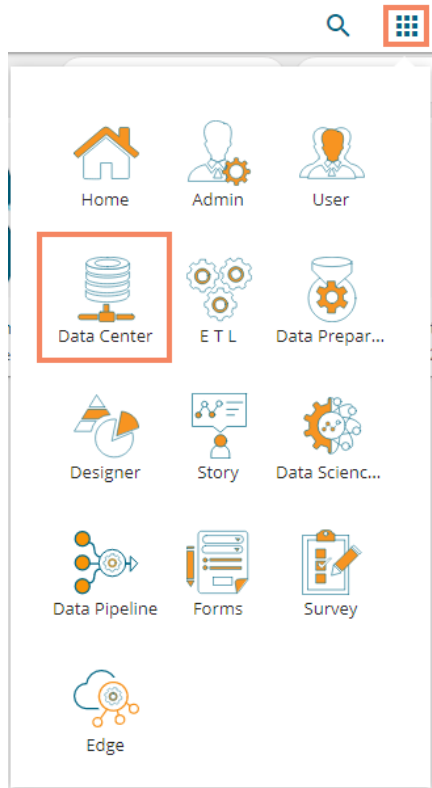 Home Admin User
Data Center E T L Data Prepar...
Designer Story Data Scienc...
Data Pipeline Forms Survey
Edge